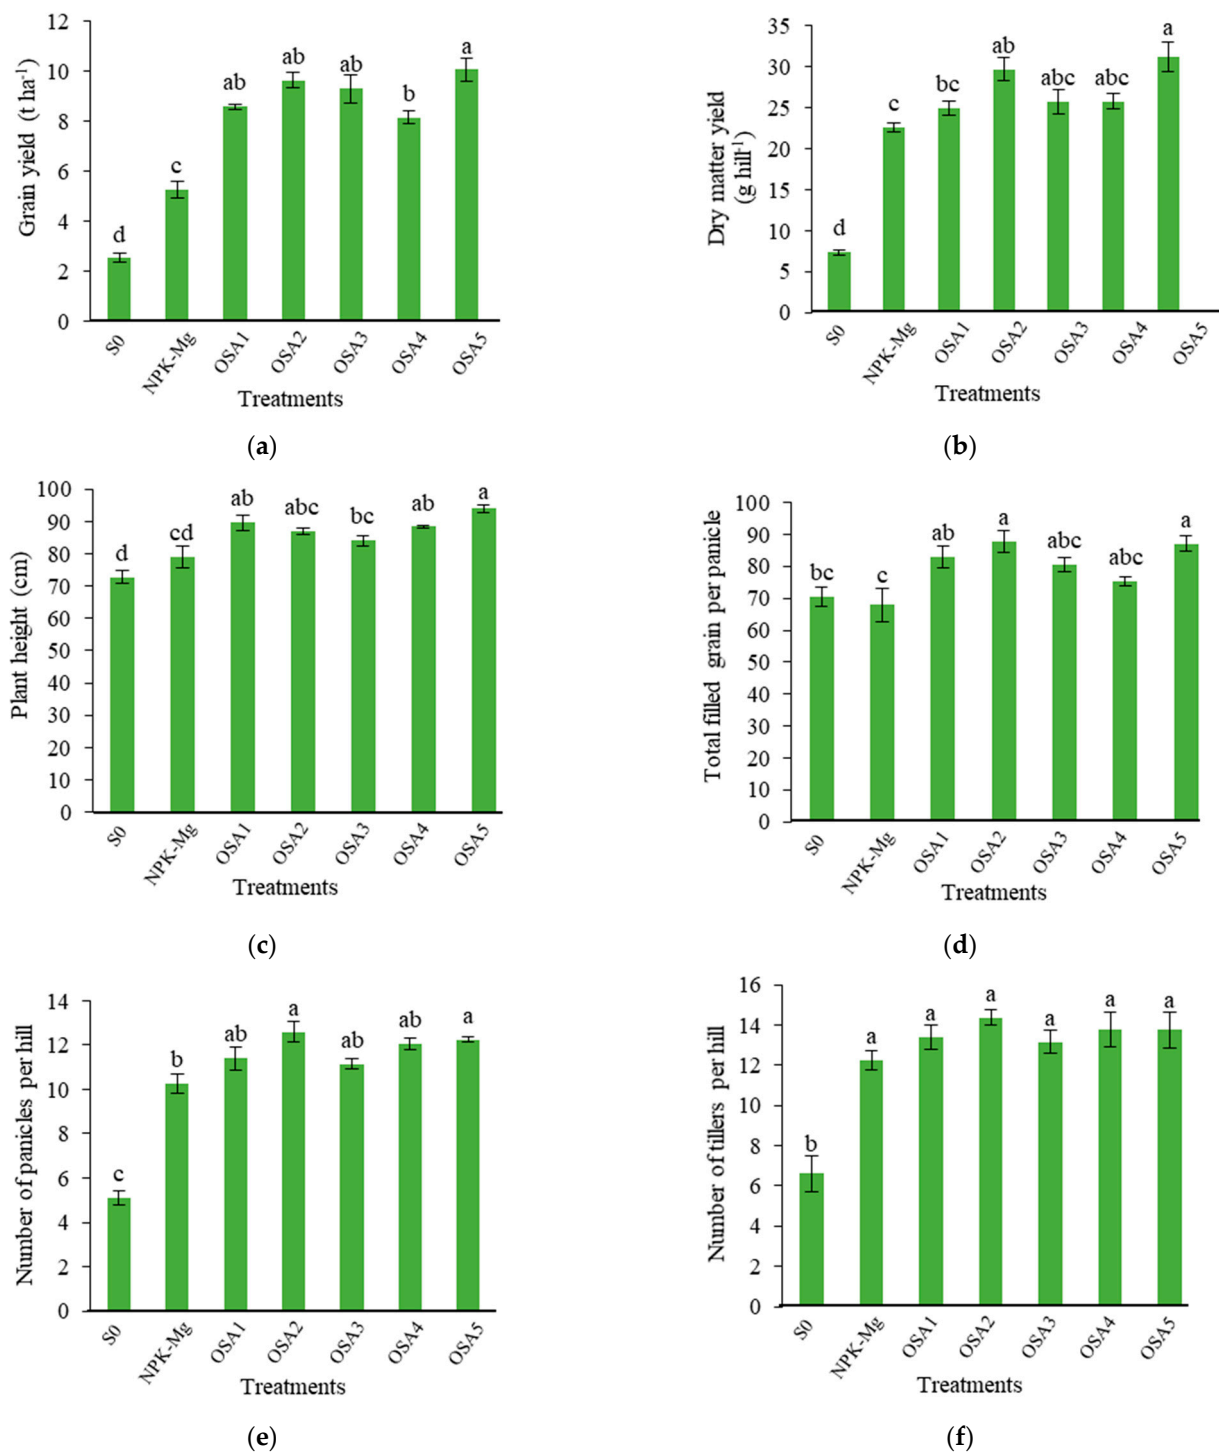 Grain yield (t ha-1)
12
10
8
6
4
2
0
d
c
ab
ab
ab
b
a
S0
NPK-Mg
OSA1
OSA2
OSA3
OSA4
OSA5
Treatments
(a)
Dry matter yield
(g hill-1)
35
30
25
20
15
10
5
0
d
c
bc
ab
abc
abc
a
S0
NPK-Mg
OSA1
OSA2
OSA3
OSA4
OSA5
Treatments
(b)
Plant height (cm)
100
90
80
70
60
50
40
30
20
10
0
d
cd
ab
abc
bc
ab
a
S0
NPK-Mg
OSA1
OSA2
OSA3
OSA4
OSA5
Treatments
(c)
Total filled grain per panicle
100
90
80
70
60
50
40
30
20
10
0
bc
c
ab
a
abc
abc
a
S0
NPK-Mg
OSA1
OSA2
OSA3
OSA4
OSA5
Treatments
(d)
Number of panicles per hill
14
12
10
8
6
4
2
0
c
b
ab
a
ab
ab
a
S0
NPK-Mg
OSA1
OSA2
OSA3
OSA4
OSA5
Treatments
(e)
Number of tillers per hill
16
14
12
10
8
6
4
2
0
b
a
a
a
a
a
a
S0
NPK-Mg
OSA1
OSA2
OSA3
OSA4
OSA5
Treatments
(f)